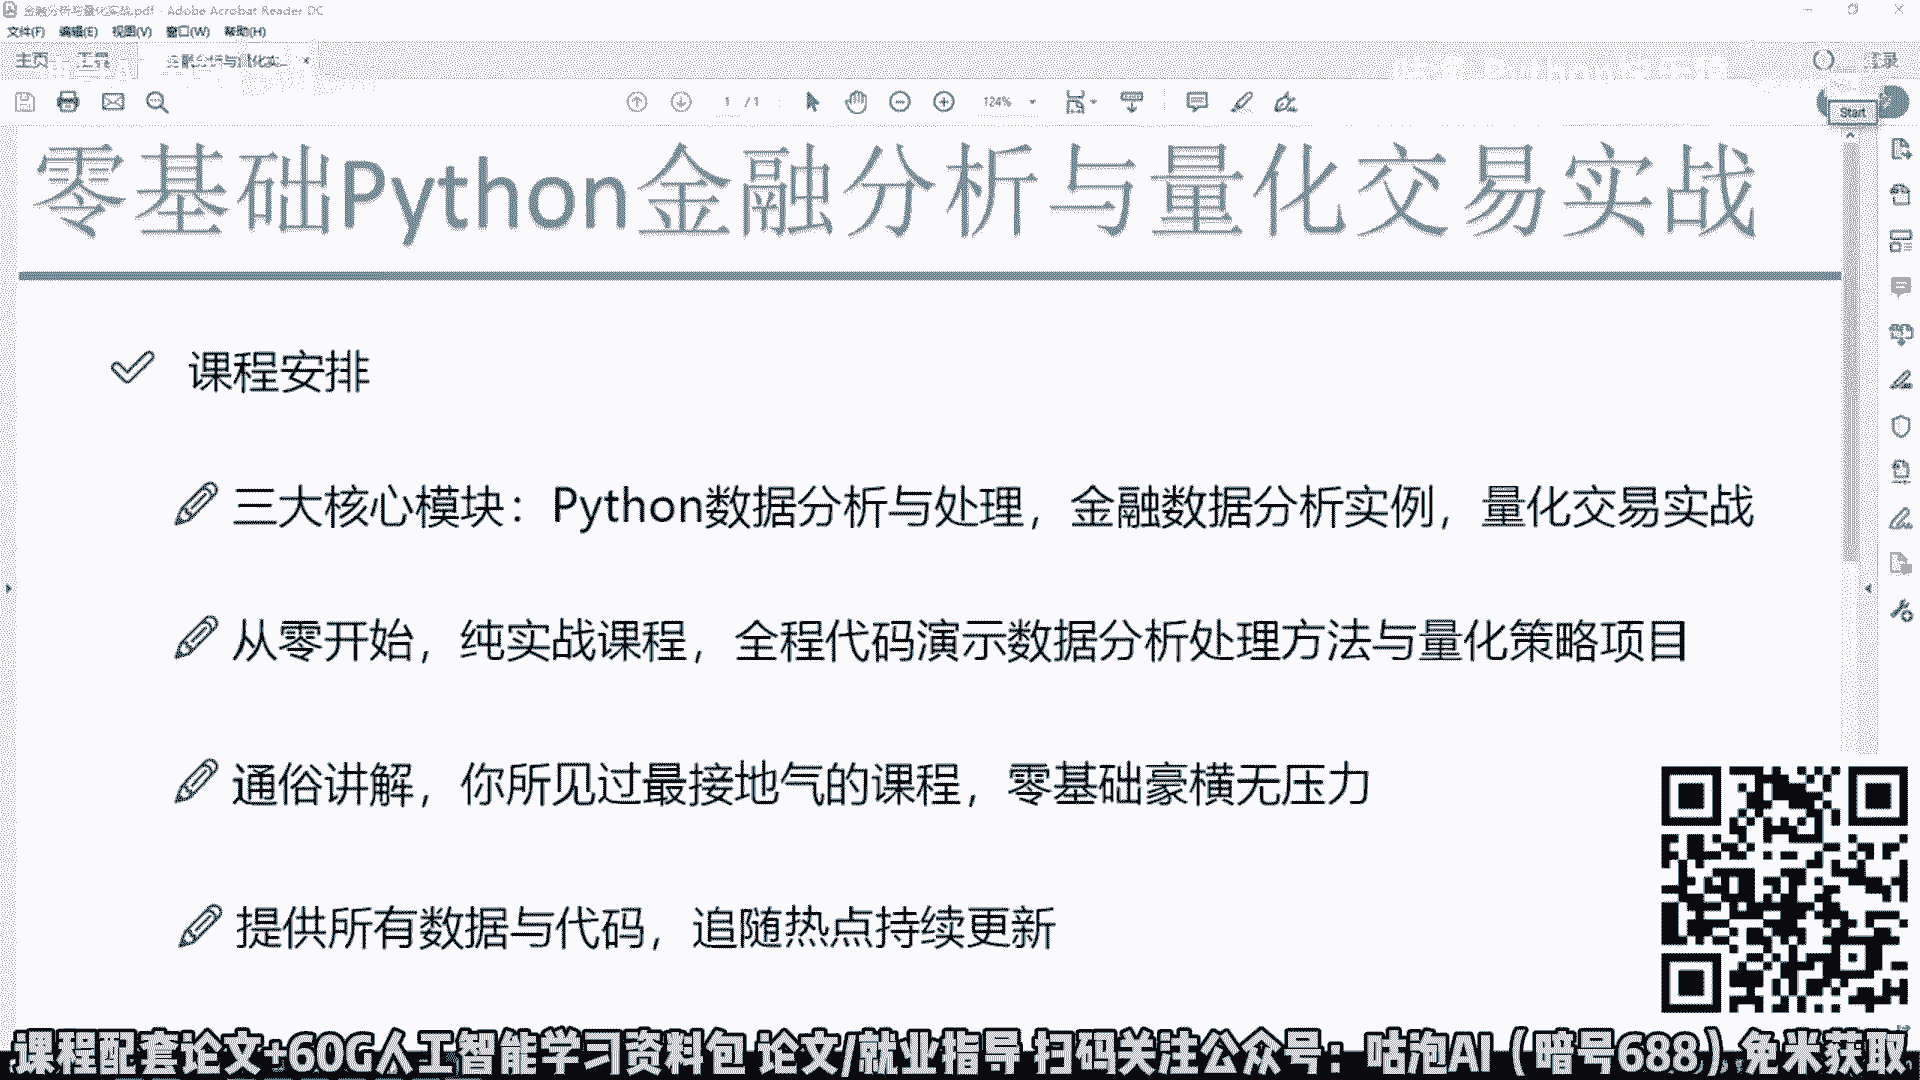 金融分析与量化实战.pdf - Adobe Acrobat Reader DC
文件(F) 编辑(E) 视图(V) 窗口(W) 帮助(H)
主页 工具 金融分析与量化实... × 登录
1 / 1 124%
Start
零基础Python金融分析与量化交易实战
课程安排
三大核心模块：Python数据分析与处理，金融数据分析实例，量化交易实战
从零开始，纯实战课程，全程代码演示数据分析处理方法与量化策略项目
通俗讲解，你所见过最接地气的课程，零基础豪横无压力
提供所有数据与代码，追随热点持续更新
课程配套论文+60G人工智能学习资料包 论文/就业指导 扫码关注公众号：咕泡AI（暗号688）免米获取